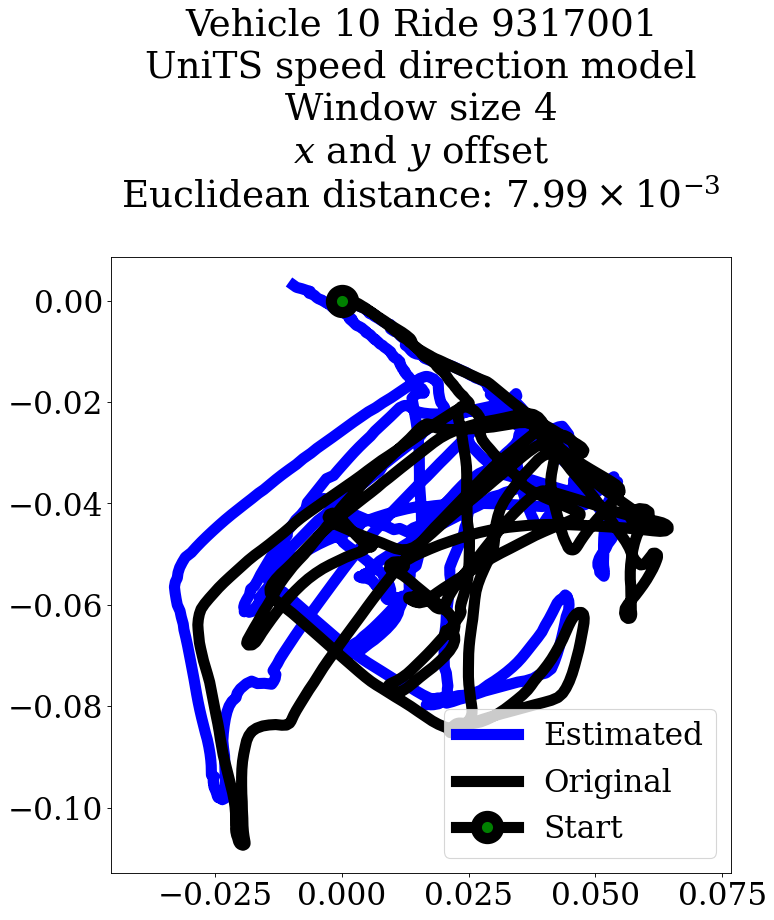 Vehicle 10 Ride 9317001
UniTS speed direction model
Window size 4
x and y offset
Euclidean distance: 7.99 × 10⁻³
0.00
−0.02
−0.04
−0.06
−0.08
−0.10
Estimated
Original
Start
−0.025 0.000 0.025 0.050 0.075